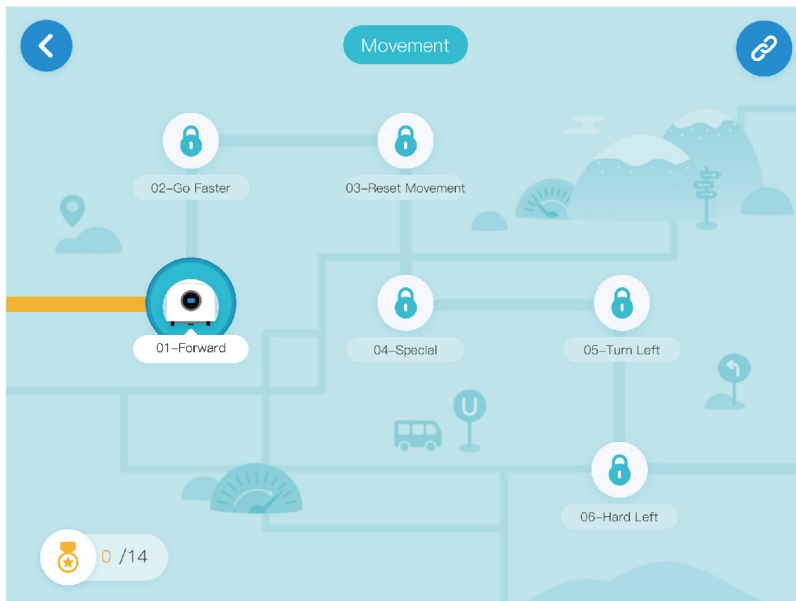 Movement
02-Go Faster
03-Reset Movement
01-Forward
04-Special
05-Turn Left
U
06-Hard Left
0 /14